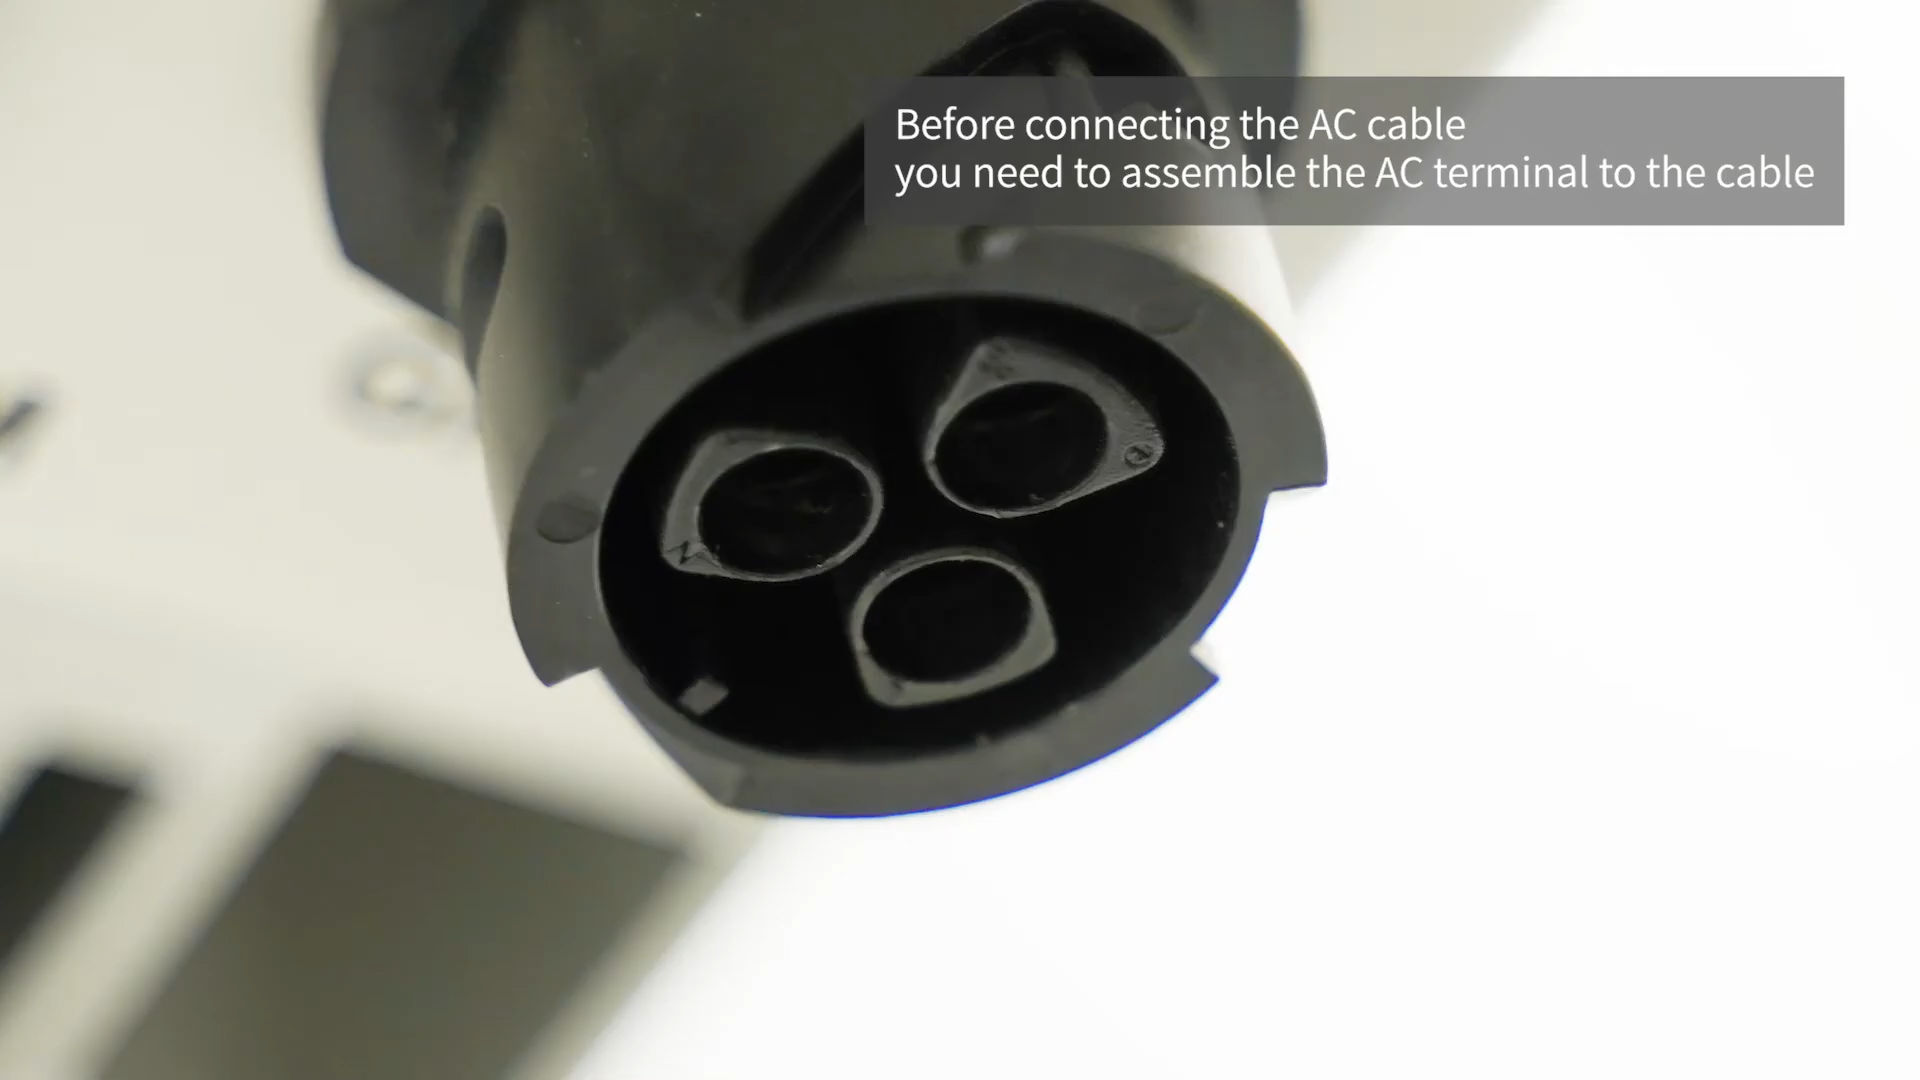 Before connecting the AC cable
you need to assemble the AC terminal to the cable
N